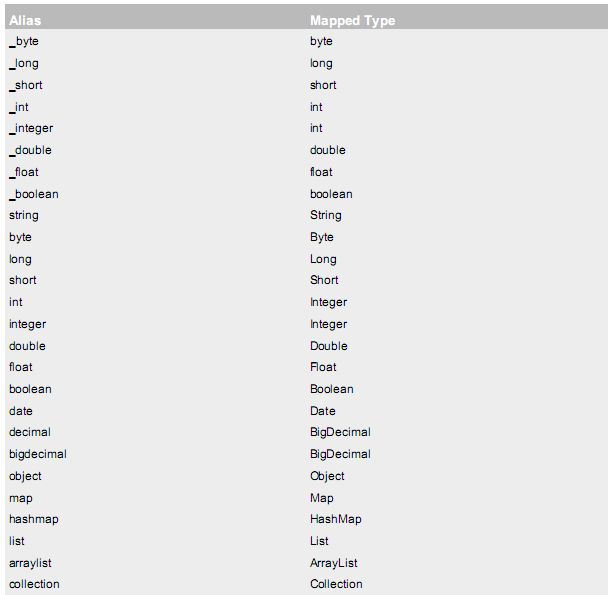 Alias Mapped Type
_byte byte
_long long
_short short
_int int
_integer int
_double double
_float float
_boolean boolean
string String
byte Byte
long Long
short Short
int Integer
integer Integer
double Double
float Float
boolean Boolean
date Date
decimal BigDecimal
bigdecimal BigDecimal
object Object
map Map
hashmap HashMap
list List
arraylist ArrayList
collection Collection